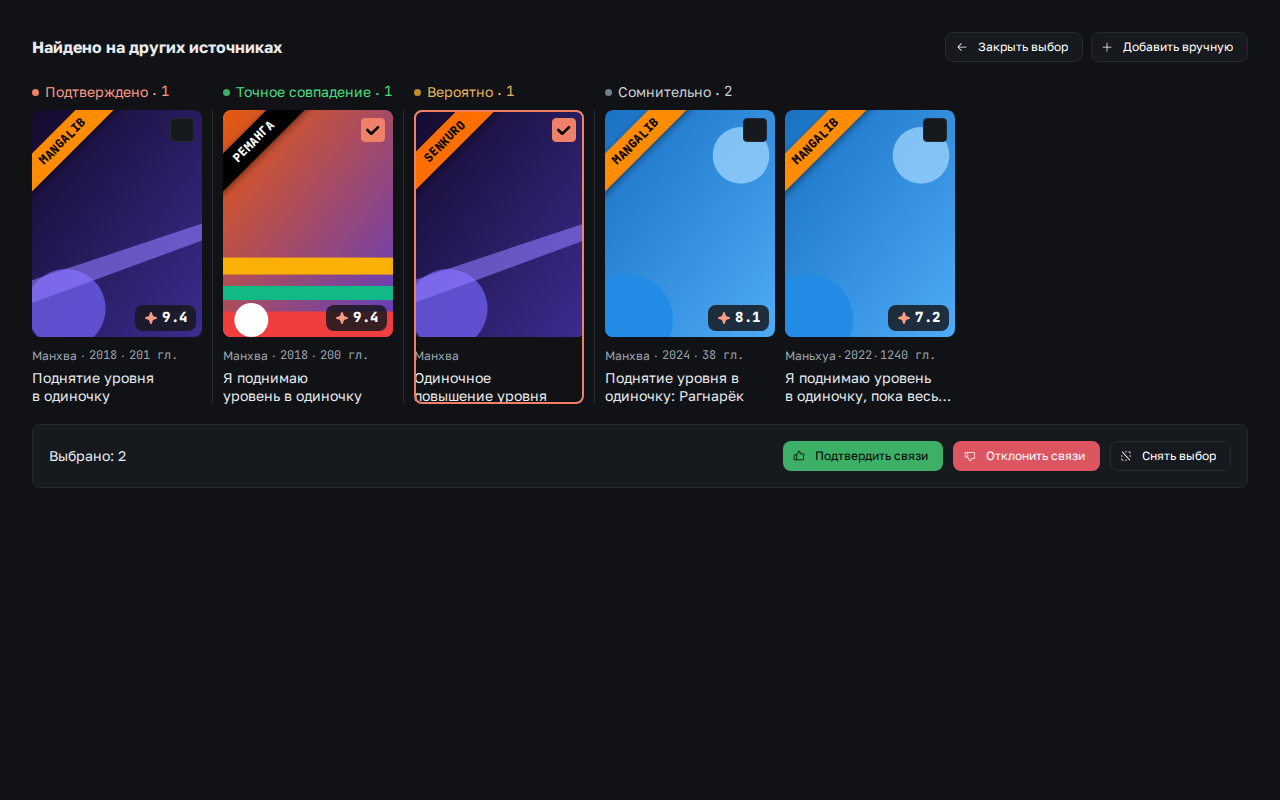 Найдено на других источниках
Закрыть выбор
Добавить вручную
Подтверждено · 1
Точное совпадение · 1
Вероятно · 1
Сомнительно · 2
MANGALIB
РЕМАНГА
SENKURO
MANGALIB
MANGALIB
9.4
9.4
8.1
7.2
Манхва · 2018 · 201 гл.
Поднятие уровня
в одиночку
Манхва · 2018 · 200 гл.
Я поднимаю
уровень в одиночку
Манхва
Одиночное
повышение уровня
Манхва · 2024 · 38 гл.
Поднятие уровня в
одиночку: Рагнарёк
Маньхуа · 2022 · 1240 гл.
Я поднимаю уровень
в одиночку, пока весь...
Выбрано: 2
Подтвердить связи
Отклонить связи
Снять выбор